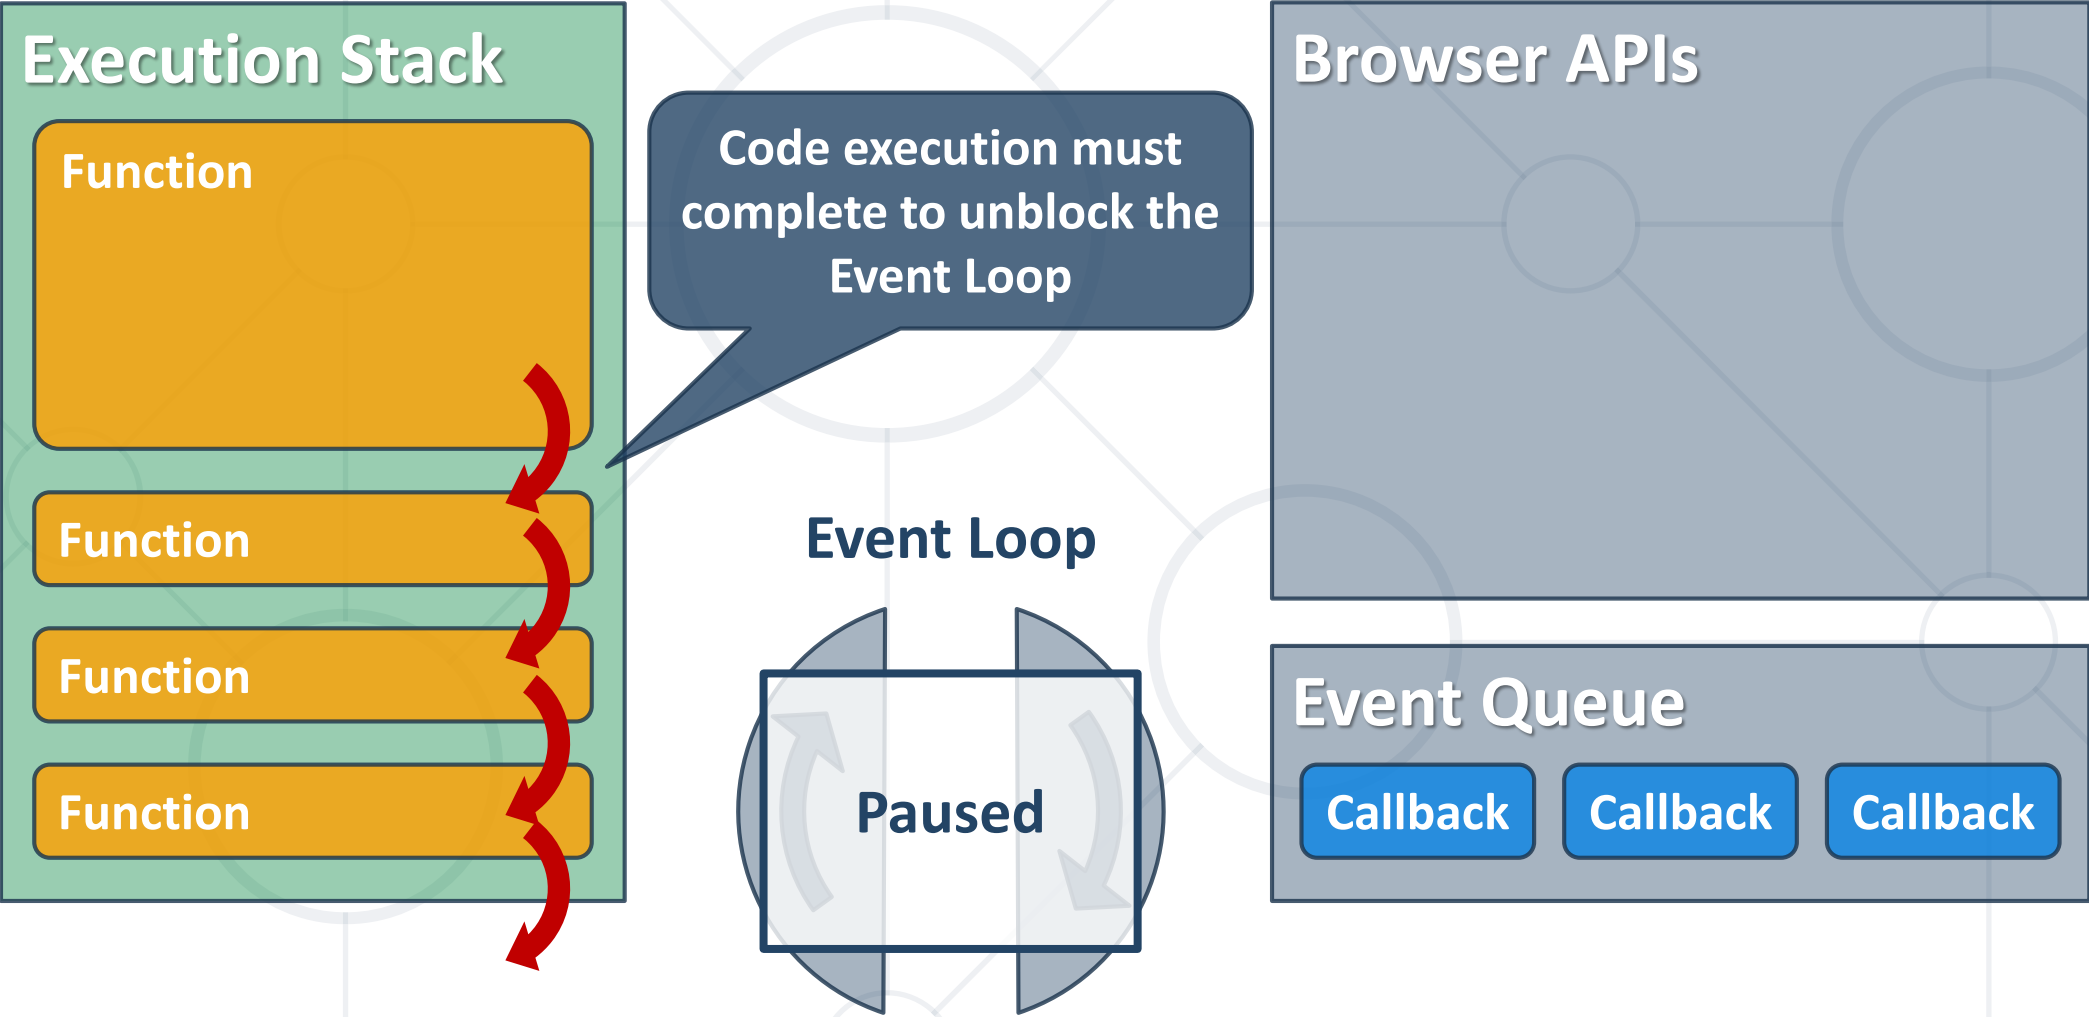 Execution Stack
Function
Function
Function
Function
Code execution must
complete to unblock the
Event Loop
Event Loop
Paused
Browser APIs
Event Queue
Callback Callback Callback